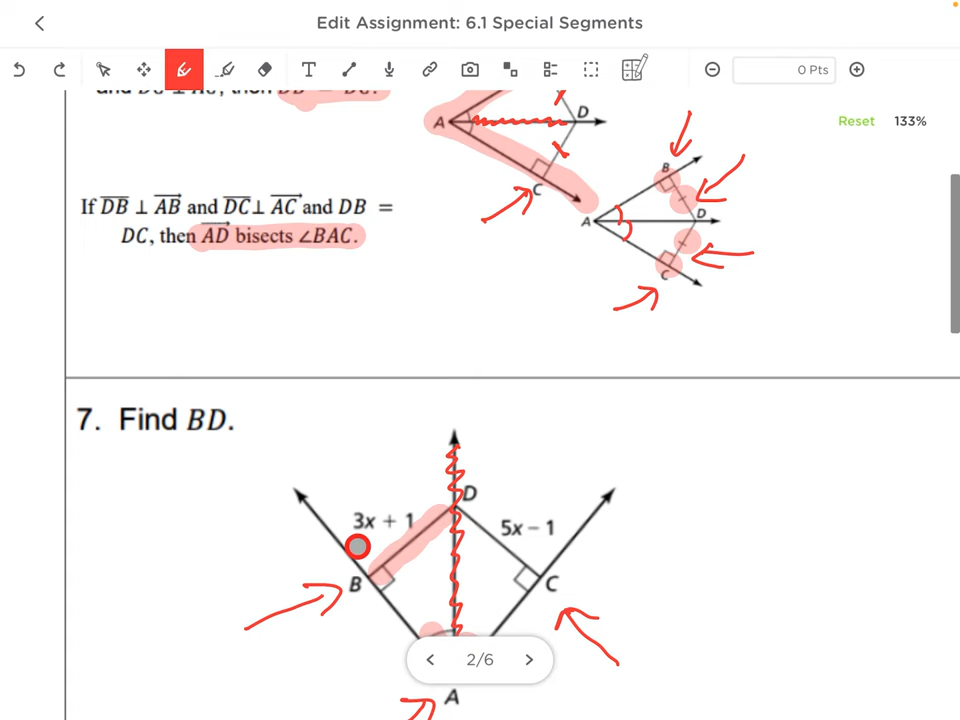 Edit Assignment: 6.1 Special Segments
T
0 Pts
Reset 133%
A
D
C
If DB ⊥ AB and DC ⊥ AC and DB =
DC, then AD bisects ∠BAC.
B
D
A
C
7. Find BD.
D
3x + 1
5x − 1
B
C
2/6
A